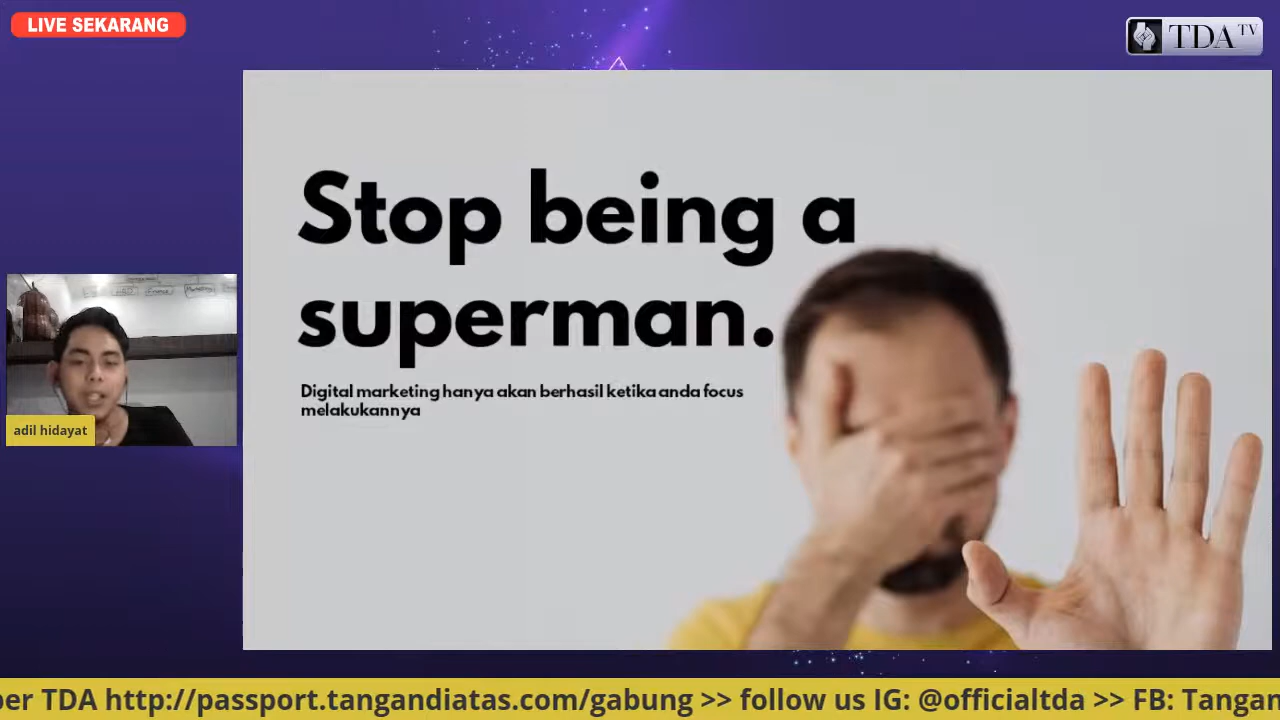 LIVE SEKARANG
TDA TV
Stop being a
superman.
Digital marketing hanya akan berhasil ketika anda focus
melakukannya
adil hidayat
per TDA http://passport.tangandiatas.com/gabung >> follow us IG: @officialtda >> FB: Tangan